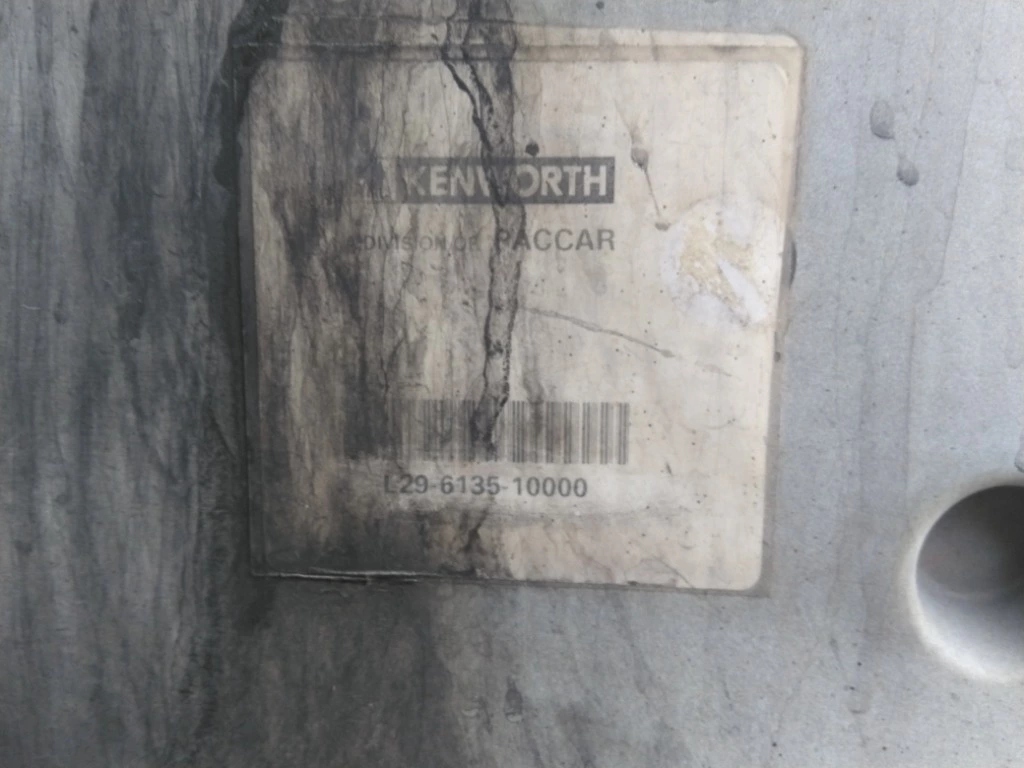 KENWORTH
DIVISION OF PACCAR
L29-6135-10000